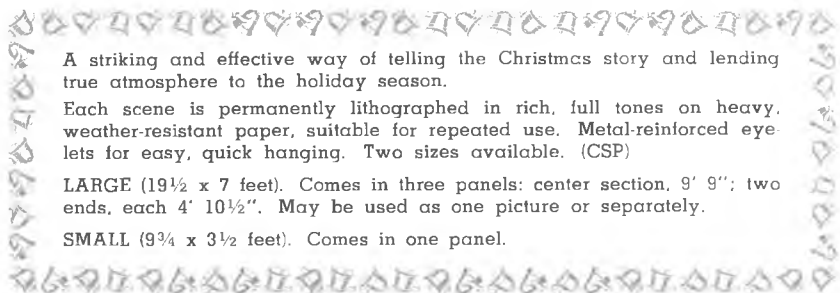 A striking and effective way of telling the Christmas story and lending
true atmosphere to the holiday season.
Each scene is permanently lithographed in rich, full tones on heavy,
weather-resistant paper, suitable for repeated use. Metal-reinforced eye-
lets for easy, quick hanging. Two sizes available. (CSP)
LARGE (19½ x 7 feet). Comes in three panels: center section, 9' 9"; two
ends, each 4' 10½". May be used as one picture or separately.
SMALL (9¾ x 3½ feet). Comes in one panel.